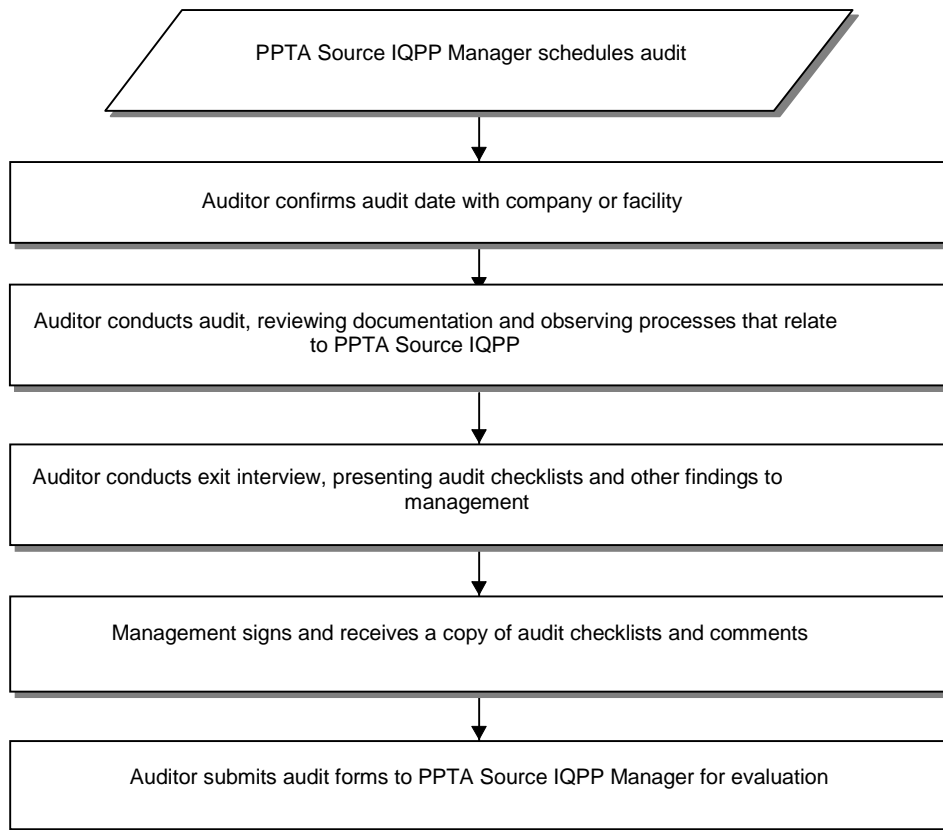 PPTA Source IQPP Manager schedules audit
Auditor confirms audit date with company or facility
Auditor conducts audit, reviewing documentation and observing processes that relate
to PPTA Source IQPP
Auditor conducts exit interview, presenting audit checklists and other findings to
management
Management signs and receives a copy of audit checklists and comments
Auditor submits audit forms to PPTA Source IQPP Manager for evaluation